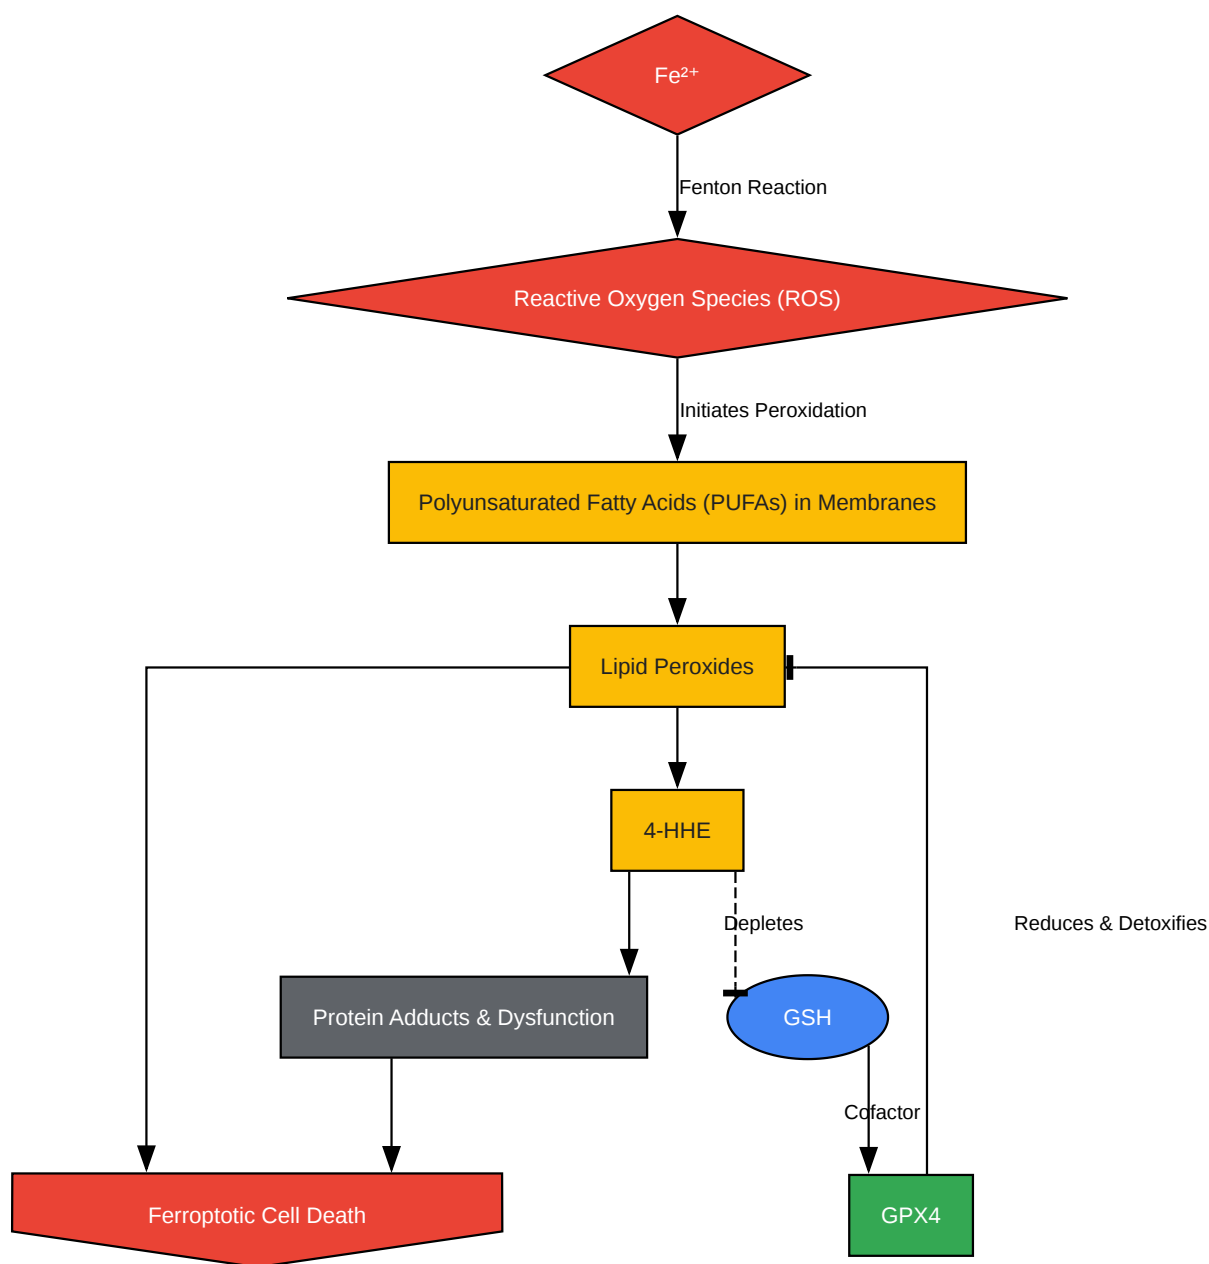 Fe²⁺
Fenton Reaction
Reactive Oxygen Species (ROS)
Initiates Peroxidation
Polyunsaturated Fatty Acids (PUFAs) in Membranes
Lipid Peroxides
4-HHE
Depletes
Reduces & Detoxifies
Protein Adducts & Dysfunction
GSH
Cofactor
Ferroptotic Cell Death
GPX4